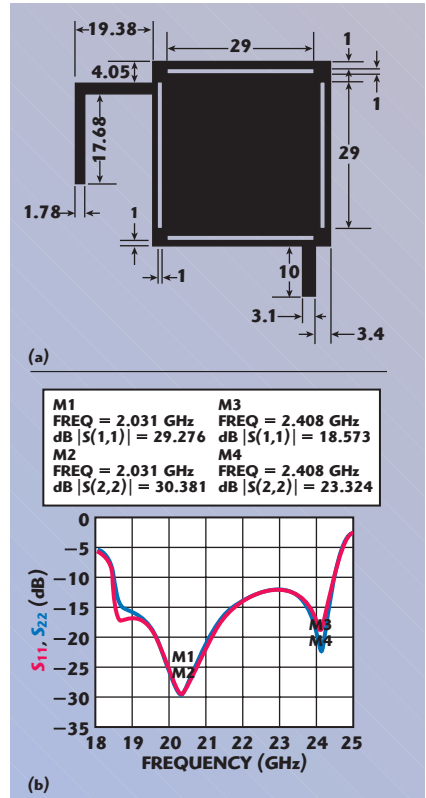 19.38
29
1
4.05
1
17.68
29
1.78
1
1
10
3.1
3.4
(a)
M1
FREQ = 2.031 GHz
dB |S(1,1)| = 29.276
M2
FREQ = 2.031 GHz
dB |S(2,2)| = 30.381
M3
FREQ = 2.408 GHz
dB |S(1,1)| = 18.573
M4
FREQ = 2.408 GHz
dB |S(2,2)| = 23.324
S11, S22 (dB)
0
−5
−10
−15
−20
−25
−30
−35
M1
M2
M3
M4
18 19 20 21 22 23 24 25
FREQUENCY (GHz)
(b)